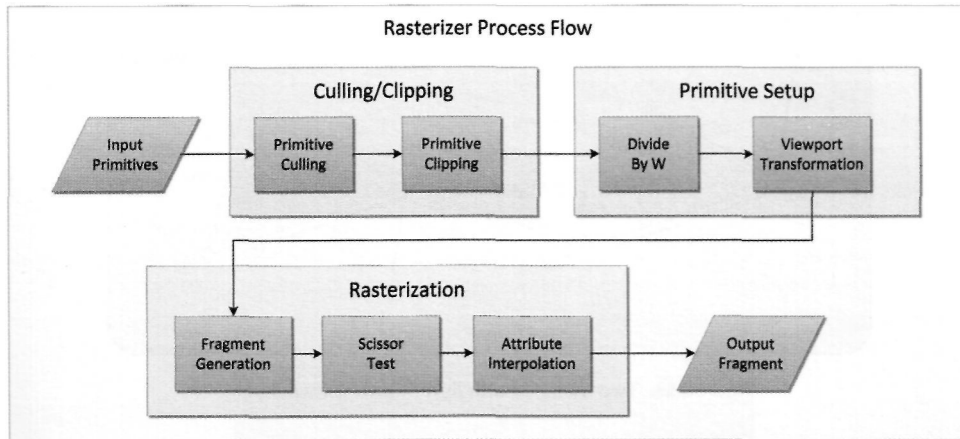 Rasterizer Process Flow
Culling/Clipping
Primitive Setup
Input
Primitives
Primitive
Culling
Primitive
Clipping
Divide
By W
Viewport
Transformation
Rasterization
Fragment
Generation
Scissor
Test
Attribute
Interpolation
Output
Fragment